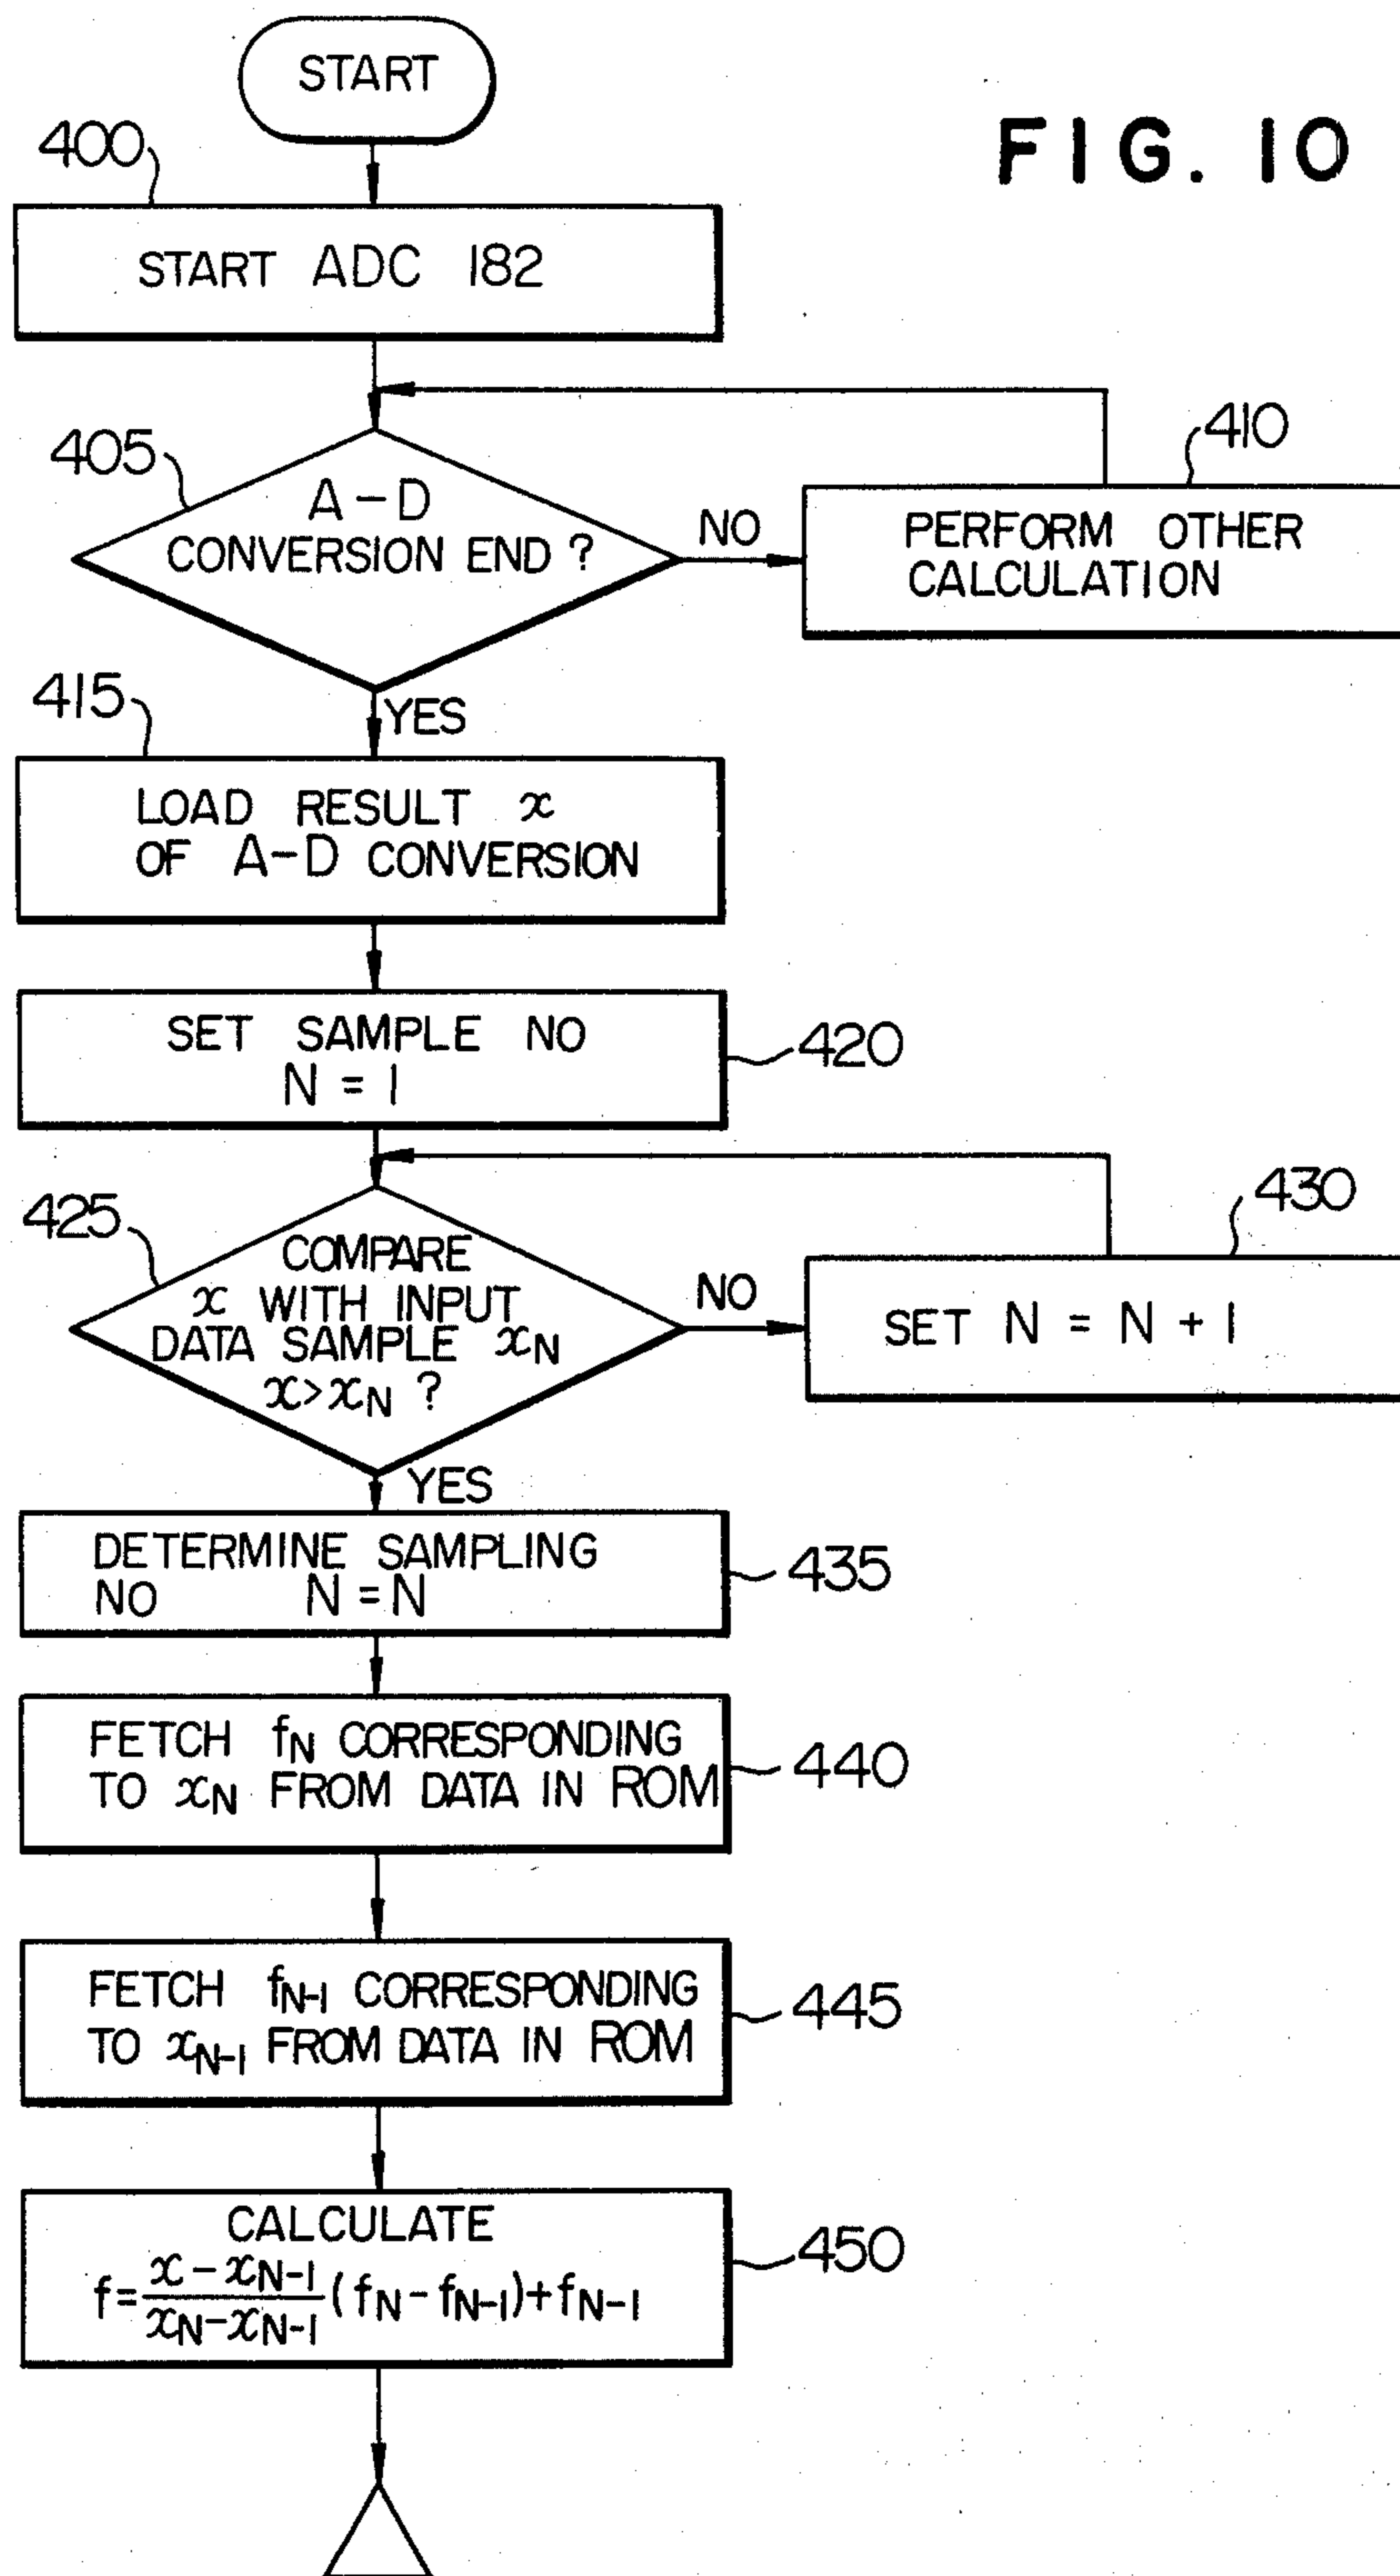 START
FIG. 10
400
START ADC 182
405
A-D
CONVERSION END ?
NO
410
PERFORM OTHER
CALCULATION
YES
415
LOAD RESULT x
OF A-D CONVERSION
SET SAMPLE NO
N = 1
420
425
COMPARE
x WITH INPUT
DATA SAMPLE xN
x>xN ?
NO
430
SET N = N + 1
YES
DETERMINE SAMPLING
NO N = N
435
FETCH fN CORRESPONDING
TO xN FROM DATA IN ROM
440
FETCH fN-1 CORRESPONDING
TO xN-1 FROM DATA IN ROM
445
CALCULATE
f = (x - xN-1)/(xN - xN-1) (fN - fN-1) + fN-1
450